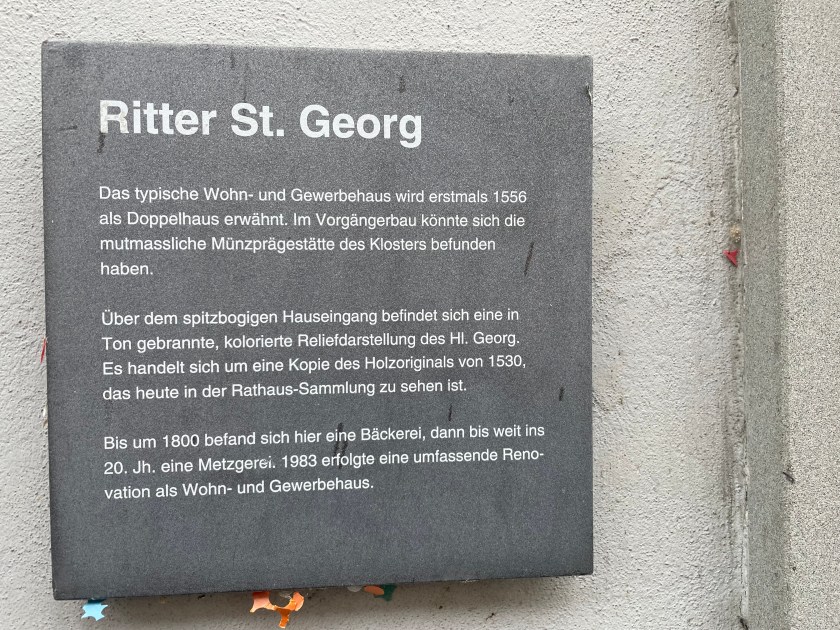 Ritter St. Georg
Das typische Wohn- und Gewerbehaus wird erstmals 1556
als Doppelhaus erwähnt. Im Vorgängerbau könnte sich die
mutmassliche Münzprägestätte des Klosters befunden
haben.
Über dem spitzbogigen Hauseingang befindet sich eine in
Ton gebrannte, kolorierte Reliefdarstellung des Hl. Georg.
Es handelt sich um eine Kopie des Holzoriginals von 1530,
das heute in der Rathaus-Sammlung zu sehen ist.
Bis um 1800 befand sich hier eine Bäckerei, dann bis weit ins
20. Jh. eine Metzgerei. 1983 erfolgte eine umfassende Reno-
vation als Wohn- und Gewerbehaus.